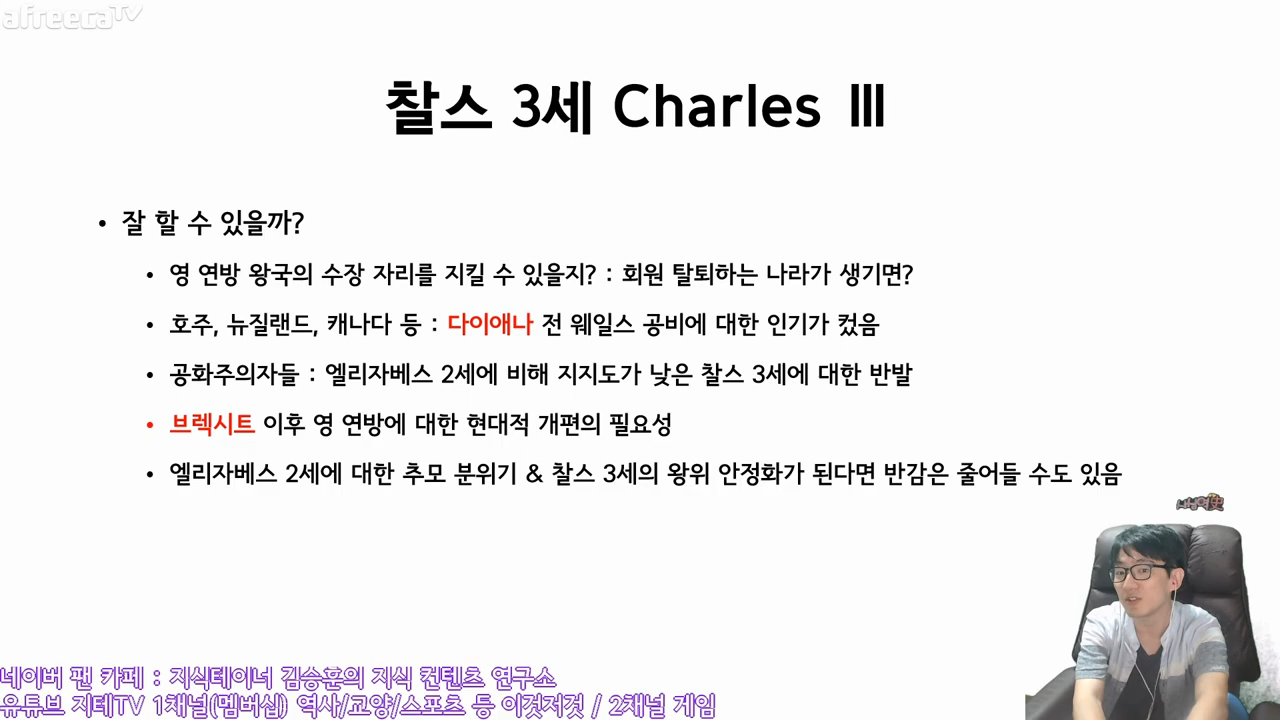 afreecaTV
찰스 3세 Charles Ⅲ
• 잘 할 수 있을까?
• 영 연방 왕국의 수장 자리를 지킬 수 있을지? : 회원 탈퇴하는 나라가 생기면?
• 호주, 뉴질랜드, 캐나다 등 : 다이애나 전 웨일스 공비에 대한 인기가 컸음
• 공화주의자들 : 엘리자베스 2세에 비해 지지도가 낮은 찰스 3세에 대한 반발
• 브렉시트 이후 영 연방에 대한 현대적 개편의 필요성
• 엘리자베스 2세에 대한 추모 분위기 & 찰스 3세의 왕위 안정화가 된다면 반감은 줄어들 수도 있음
네이버 팬 카페 : 지식테이너 김승훈의 지식 컨텐츠 연구소
유튜브 지테TV 1채널(멤버십) 역사/교양/스포츠 등 이것저것 / 2채널 게임